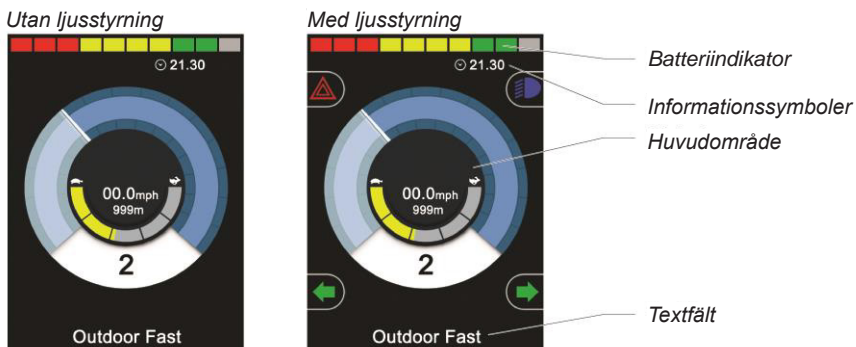 Utan ljusstyrning
Med ljusstyrning
21.30
00.0mph
999m
2
Outdoor Fast
21.30
00.0mph
999m
2
Outdoor Fast
Batteriindikator
Informationssymboler
Huvudområde
Textfält